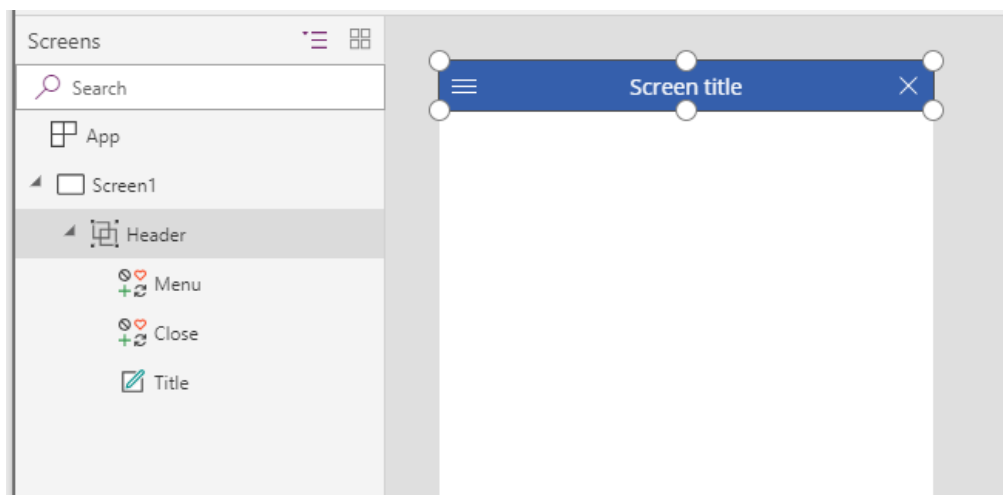 Screens
Search
App
Screen1
Header
Menu
Close
Title
Screen title